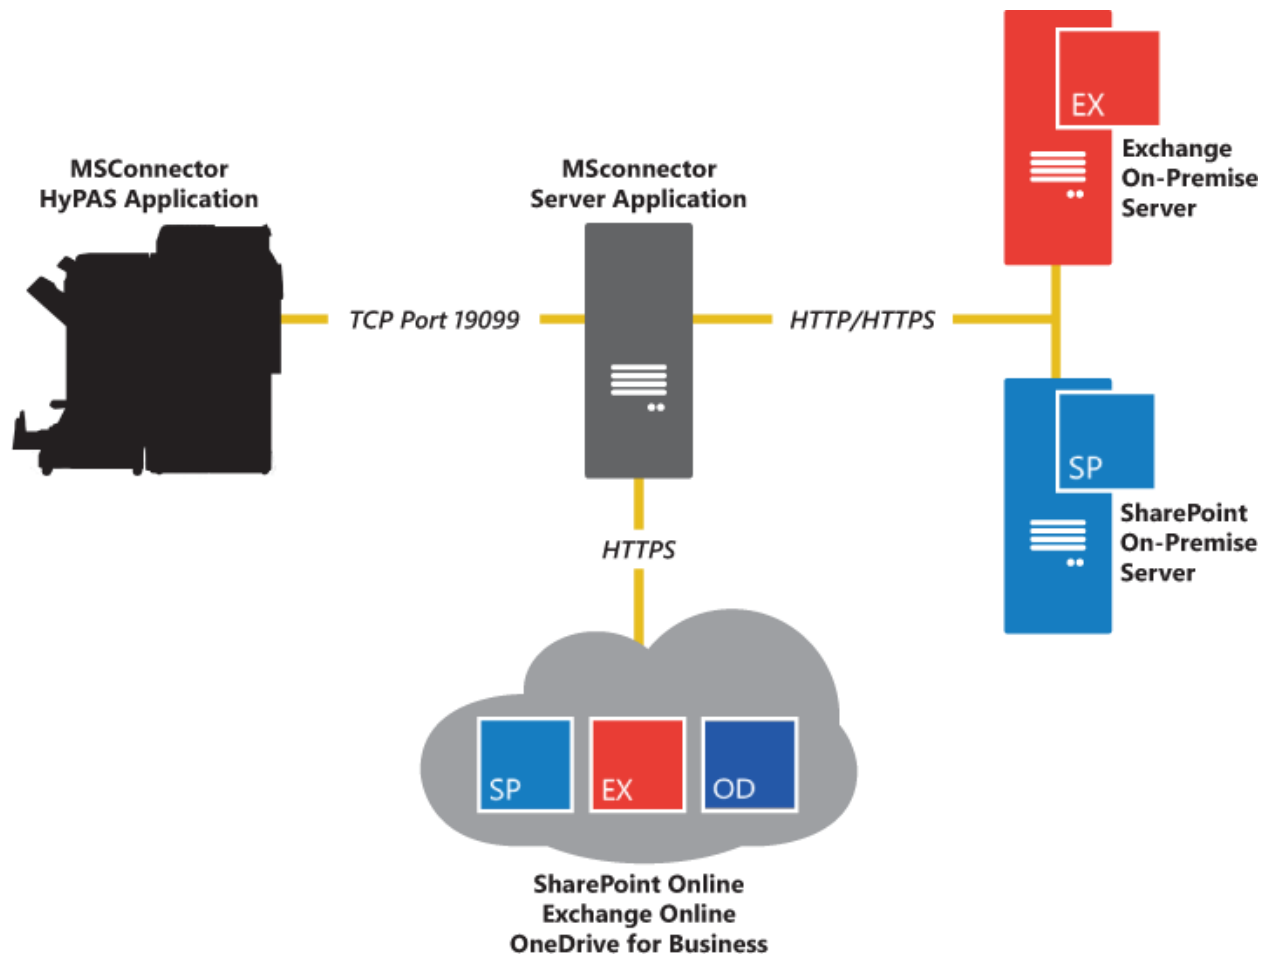 MSConnector
HyPAS Application
TCP Port 19099
MSconnector
Server Application
HTTP/HTTPS
EX
Exchange
On-Premise
Server
SP
SharePoint
On-Premise
Server
HTTPS
SP
EX
OD
SharePoint Online
Exchange Online
OneDrive for Business